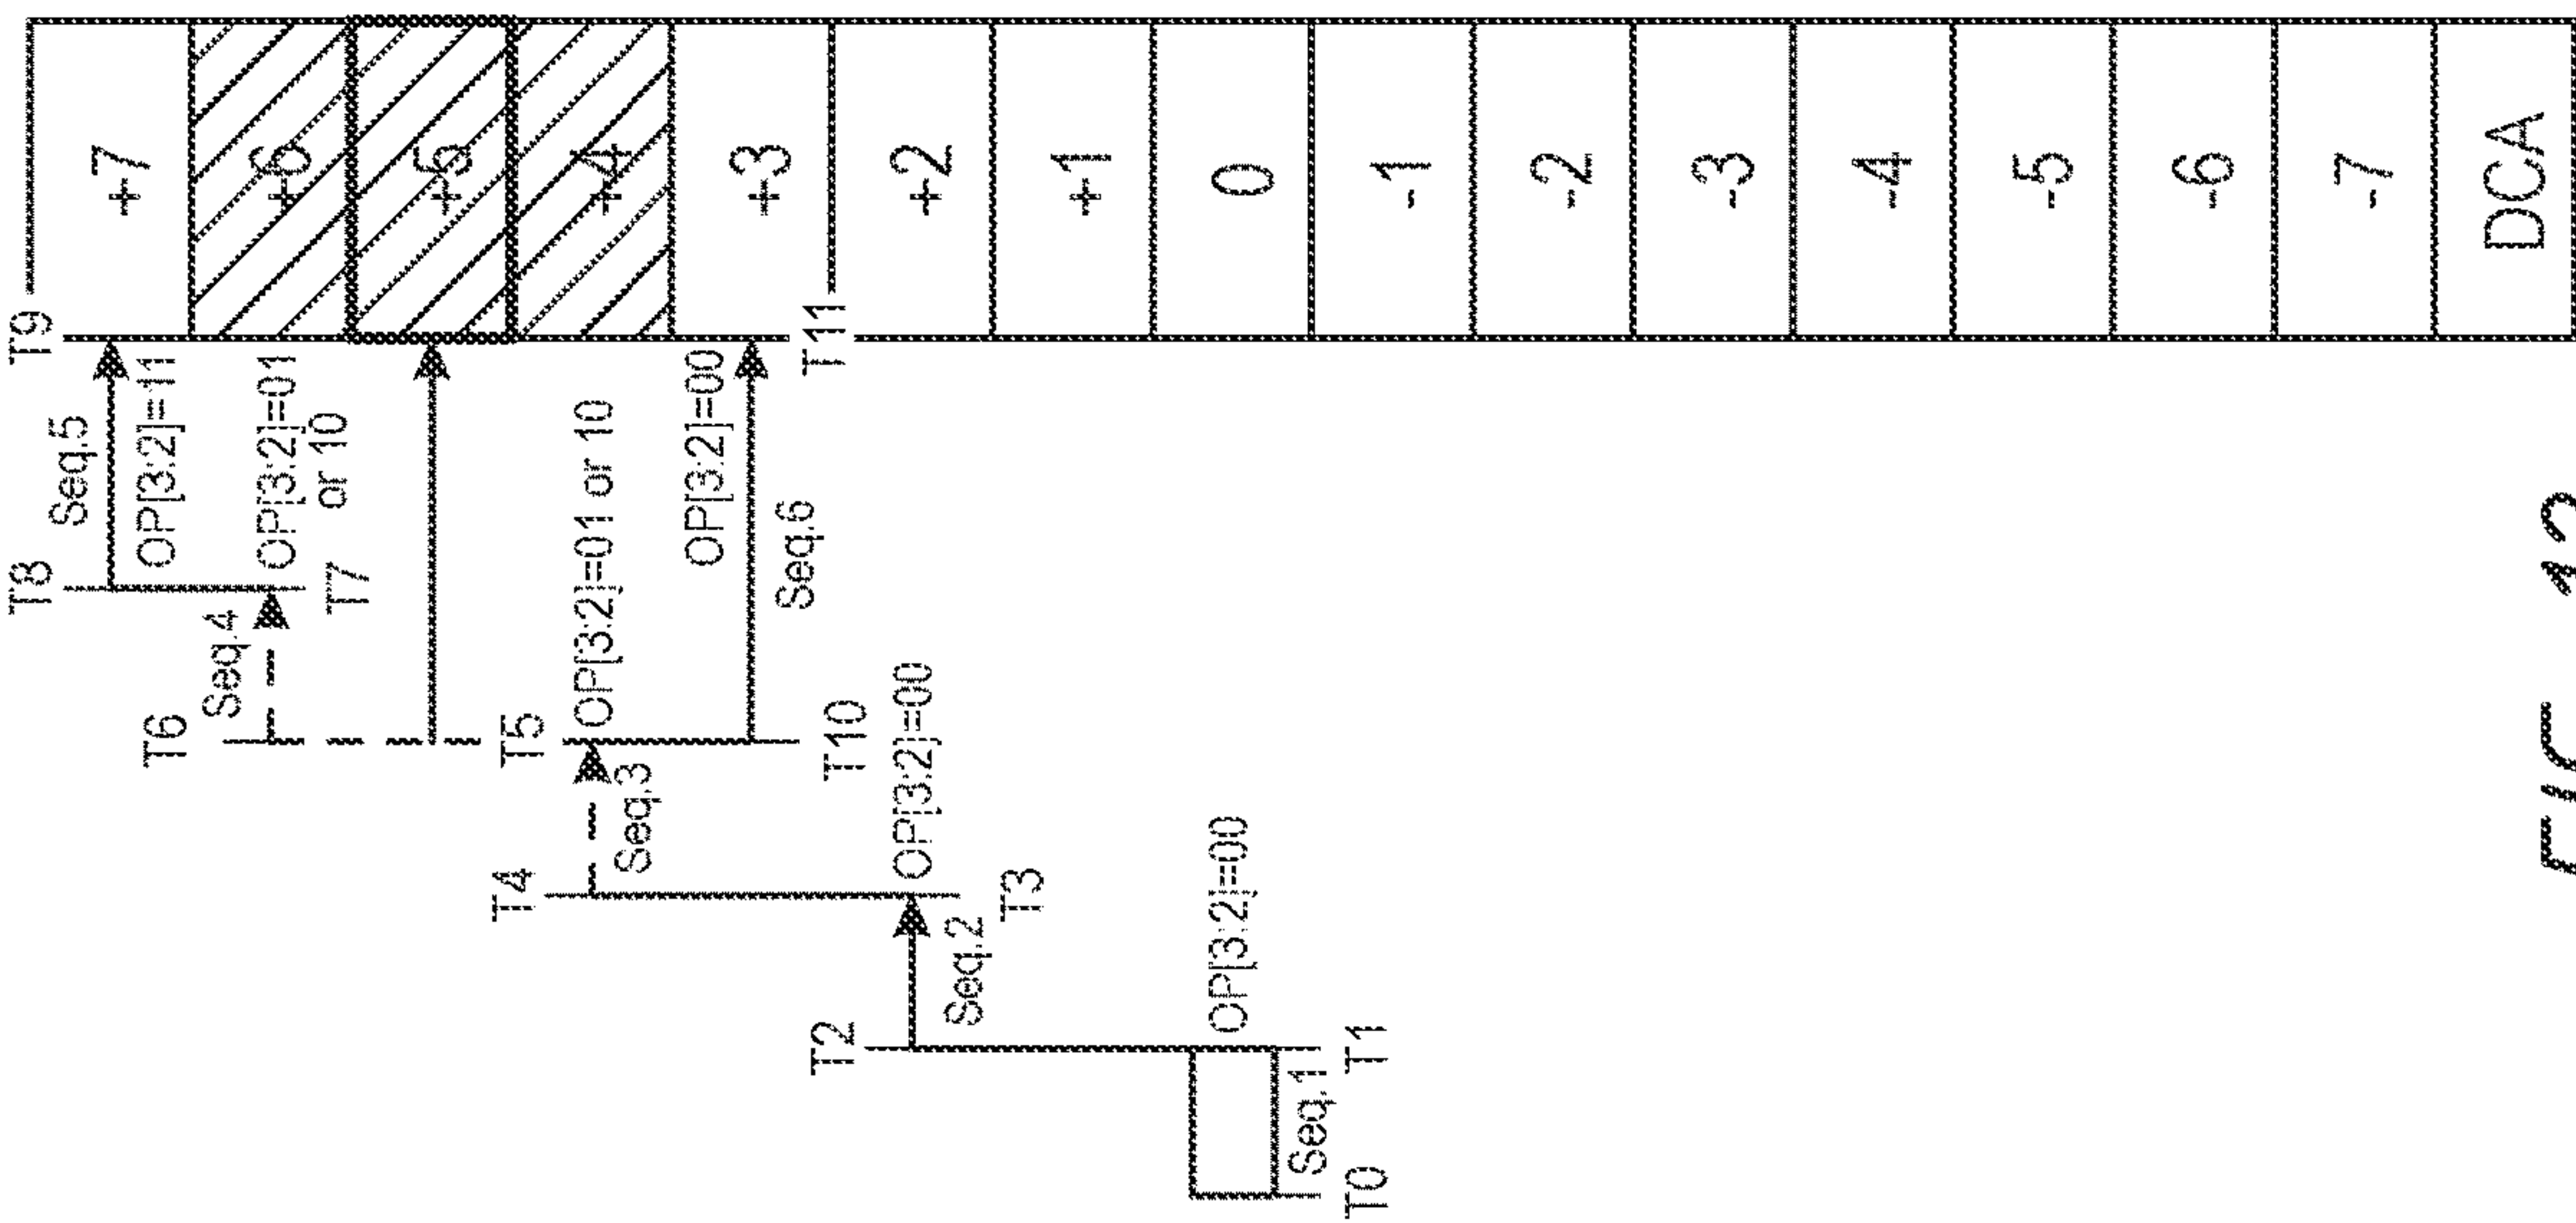 T9
+7
+6
+5
+4
+3
+2
+1
0
-1
-2
-3
-4
-5
-6
-7
DCA
T11
Seq.5
OP[3:2]=11
OP[3:2]=01
or 10
T8
T7
Seq.4
OP[3:2]=01 or 10
OP[3:2]=00
Seq.6
T6
T5
T10
Seq.3
OP[3:2]=00
T4
T3
Seq.2
OP[3:2]=00
T2
T1
Seq.1
T0